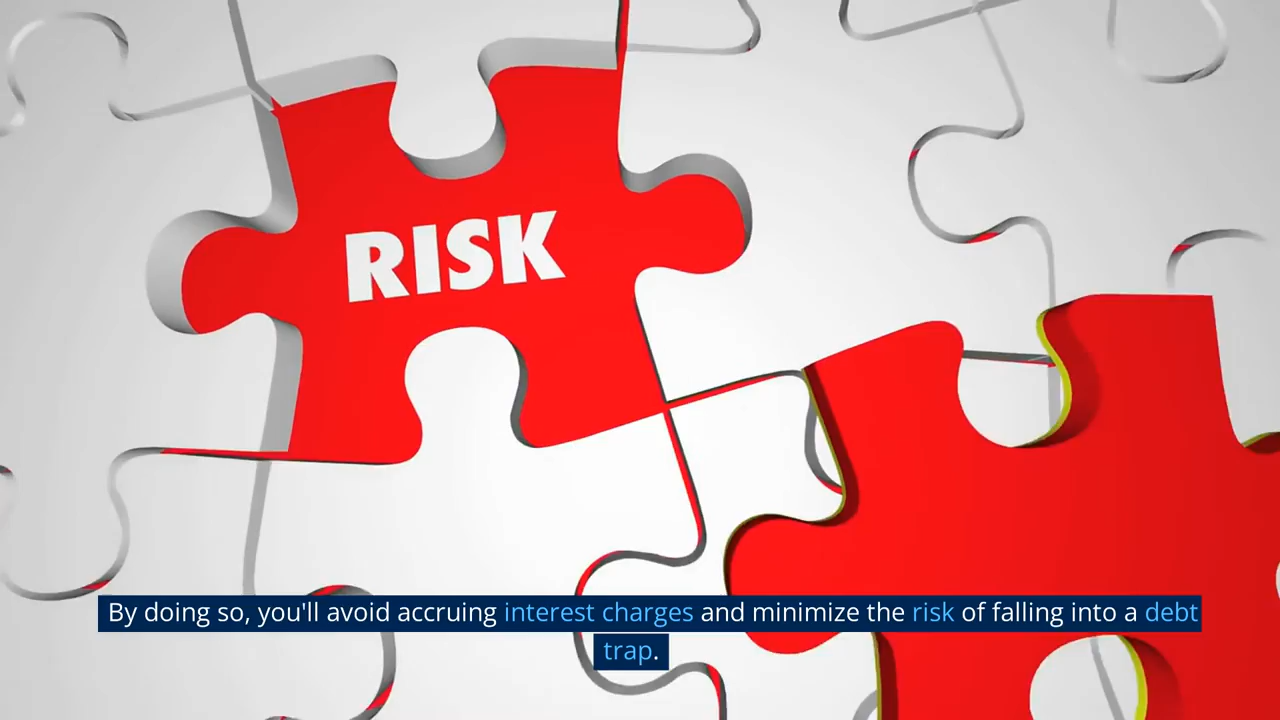 RISK
By doing so, you'll avoid accruing interest charges and minimize the risk of falling into a debt
trap.